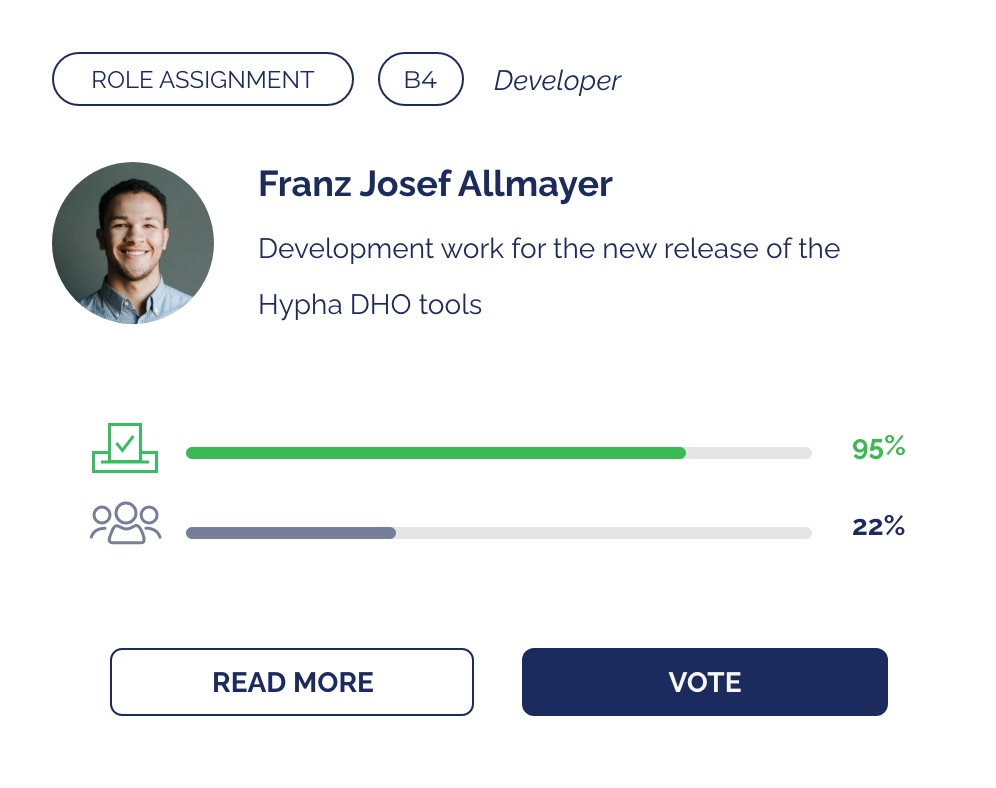 ROLE ASSIGNMENT B4 Developer
Franz Josef Allmayer
Development work for the new release of the
Hypha DHO tools
95%
22%
READ MORE VOTE